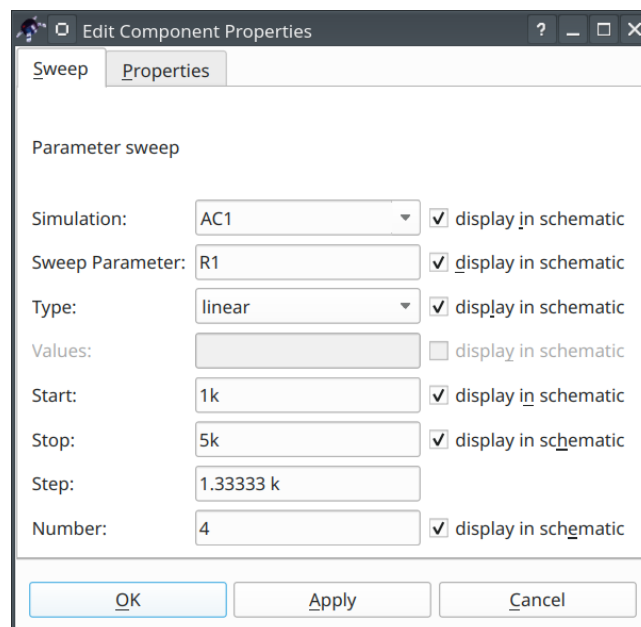 Edit Component Properties ?
Sweep Properties
Parameter sweep
Simulation: AC1 display in schematic
Sweep Parameter: R1 display in schematic
Type: linear display in schematic
Values: display in schematic
Start: 1k display in schematic
Stop: 5k display in schematic
Step: 1.33333 k
Number: 4 display in schematic
OK Apply Cancel